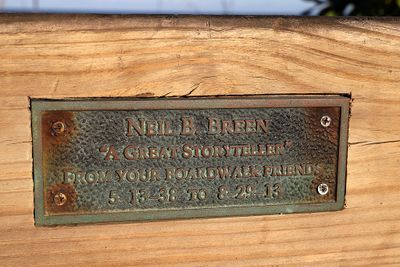 NEIL B. BREEN
"A GREAT STORYTELLER"
FROM YOUR BOARDWALK FRIENDS
5-13-38 TO 8-29-13